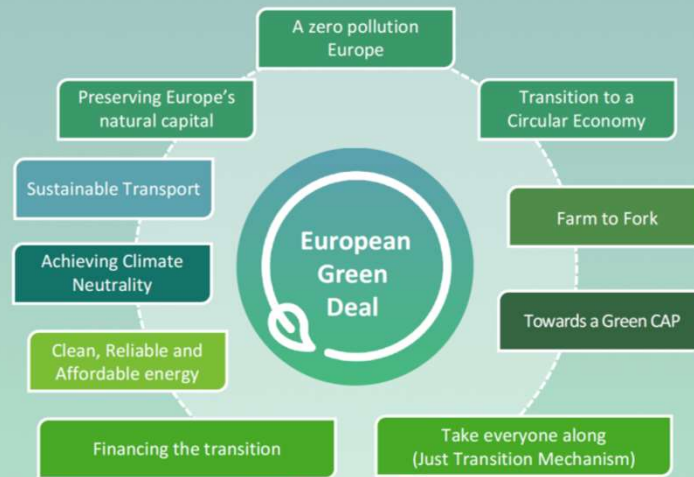 A zero pollution
Europe
Preserving Europe's
natural capital
Transition to a
Circular Economy
Sustainable Transport
Farm to Fork
European
Green
Deal
Achieving Climate
Neutrality
Towards a Green CAP
Clean, Reliable and
Affordable energy
Financing the transition
Take everyone along
(Just Transition Mechanism)